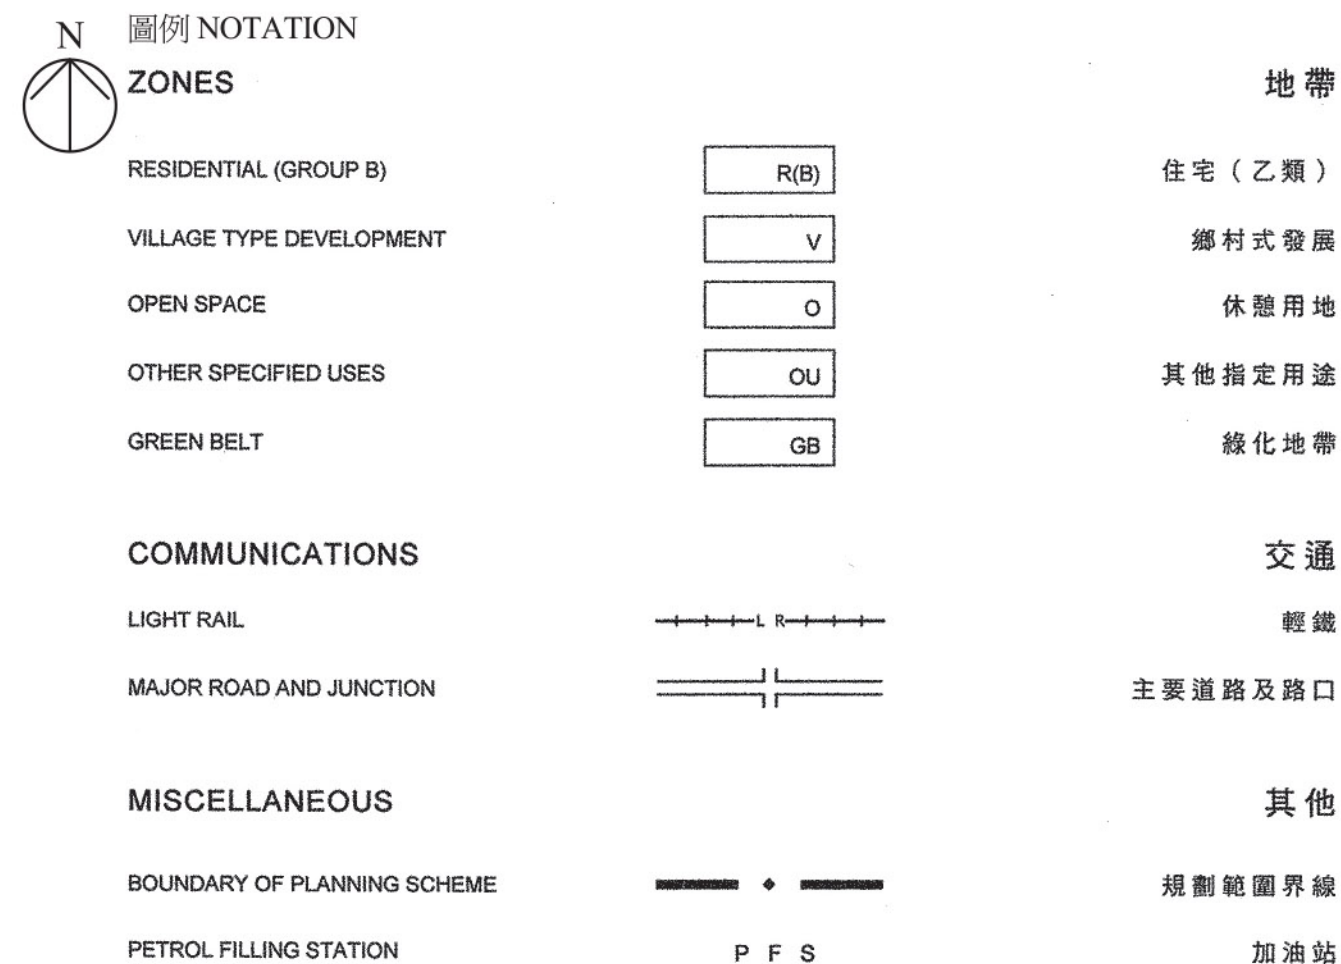 N
圖例 NOTATION
ZONES 地帶
RESIDENTIAL (GROUP B) R(B) 住宅(乙類)
VILLAGE TYPE DEVELOPMENT V 鄉村式發展
OPEN SPACE O 休憩用地
OTHER SPECIFIED USES OU 其他指定用途
GREEN BELT GB 綠化地帶
COMMUNICATIONS 交通
LIGHT RAIL L R 輕鐵
MAJOR ROAD AND JUNCTION 主要道路及路口
MISCELLANEOUS 其他
BOUNDARY OF PLANNING SCHEME 規劃範圍界線
PETROL FILLING STATION P F S 加油站